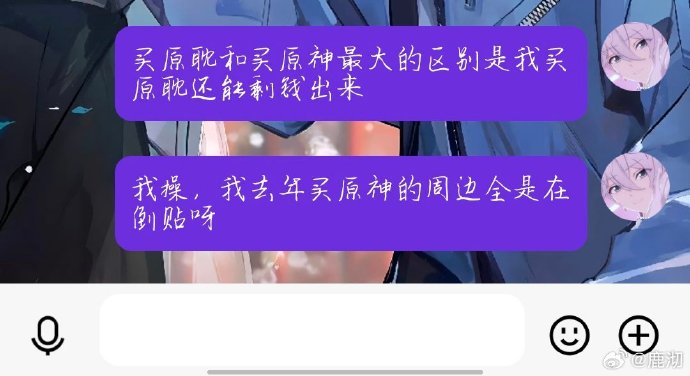 买原耽和买原神最大的区别是我买
原耽还能剩钱出来
我操，我去年买原神的周边全是在
倒贴呀
@鹿沏